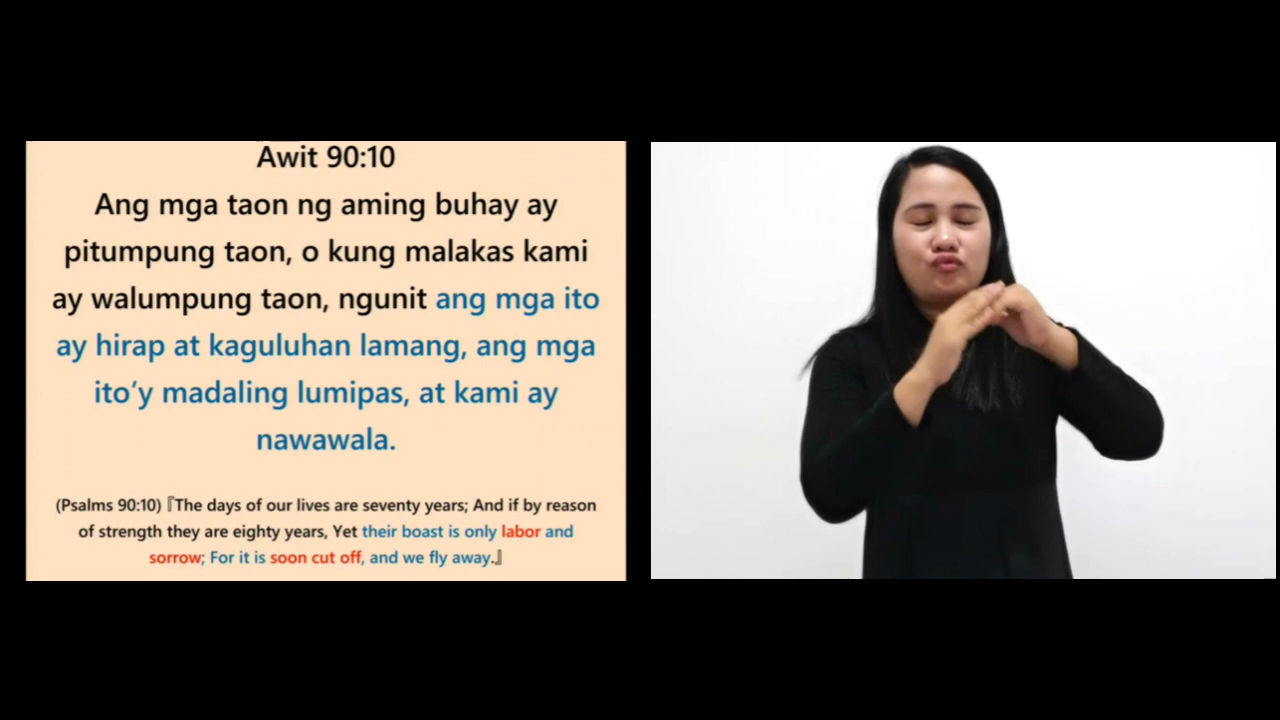 Awit 90:10
Ang mga taon ng aming buhay ay
pitumpung taon, o kung malakas kami
ay walumpung taon, ngunit ang mga ito
ay hirap at kaguluhan lamang, ang mga
ito’y madaling lumipas, at kami ay
nawawala.
(Psalms 90:10)『The days of our lives are seventy years; And if by reason
of strength they are eighty years, Yet their boast is only labor and
sorrow; For it is soon cut off, and we fly away.』